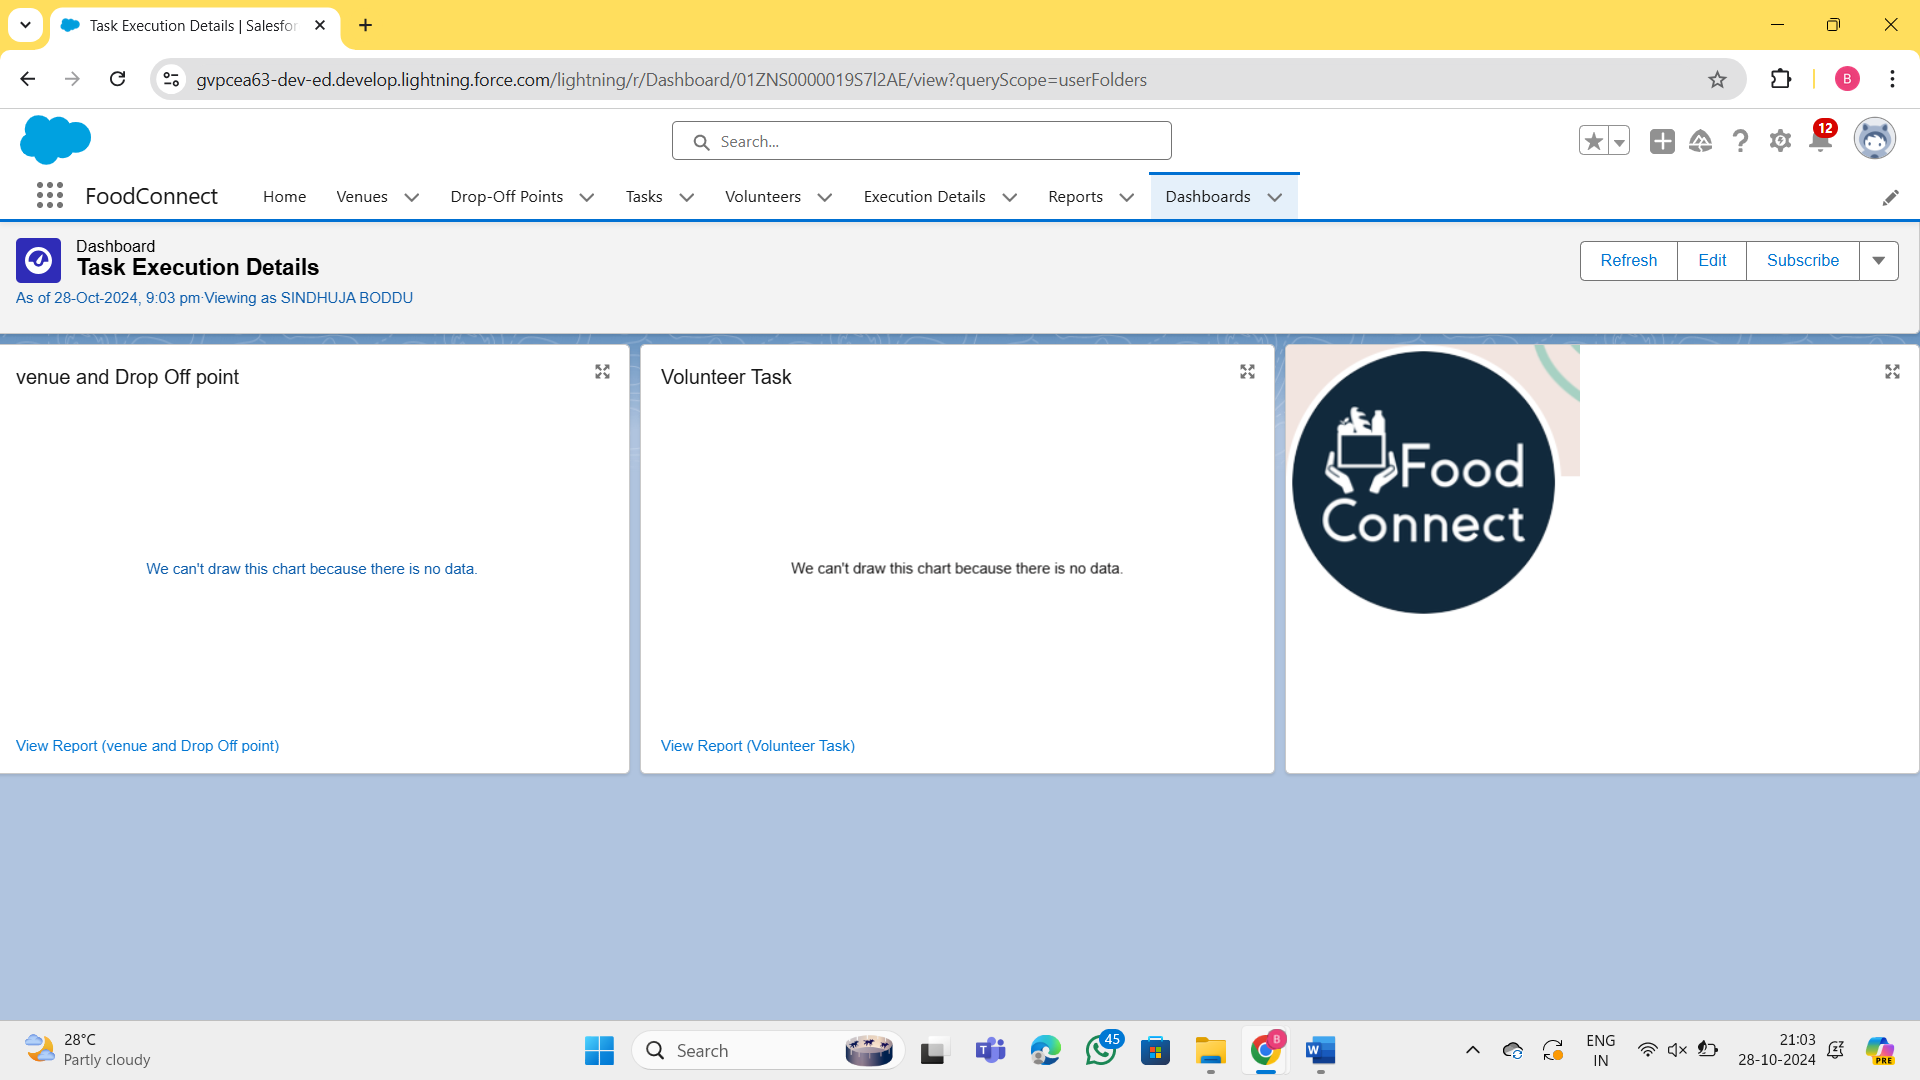 Task Execution Details | Salesfor
gvpcea63-dev-ed.develop.lightning.force.com/lightning/r/Dashboard/01ZNS0000019S7l2AE/view?queryScope=userFolders
B
Search...
12
FoodConnect
Home
Venues
Drop-Off Points
Tasks
Volunteers
Execution Details
Reports
Dashboards
Dashboard
Task Execution Details
As of 28-Oct-2024, 9:03 pm·Viewing as SINDHUJA BODDU
Refresh
Edit
Subscribe
venue and Drop Off point
We can't draw this chart because there is no data.
View Report (venue and Drop Off point)
Volunteer Task
We can't draw this chart because there is no data.
View Report (Volunteer Task)
Food
Connect
28°C
Partly cloudy
Search
45
B
W
ENG
IN
21:03
28-10-2024
PRE